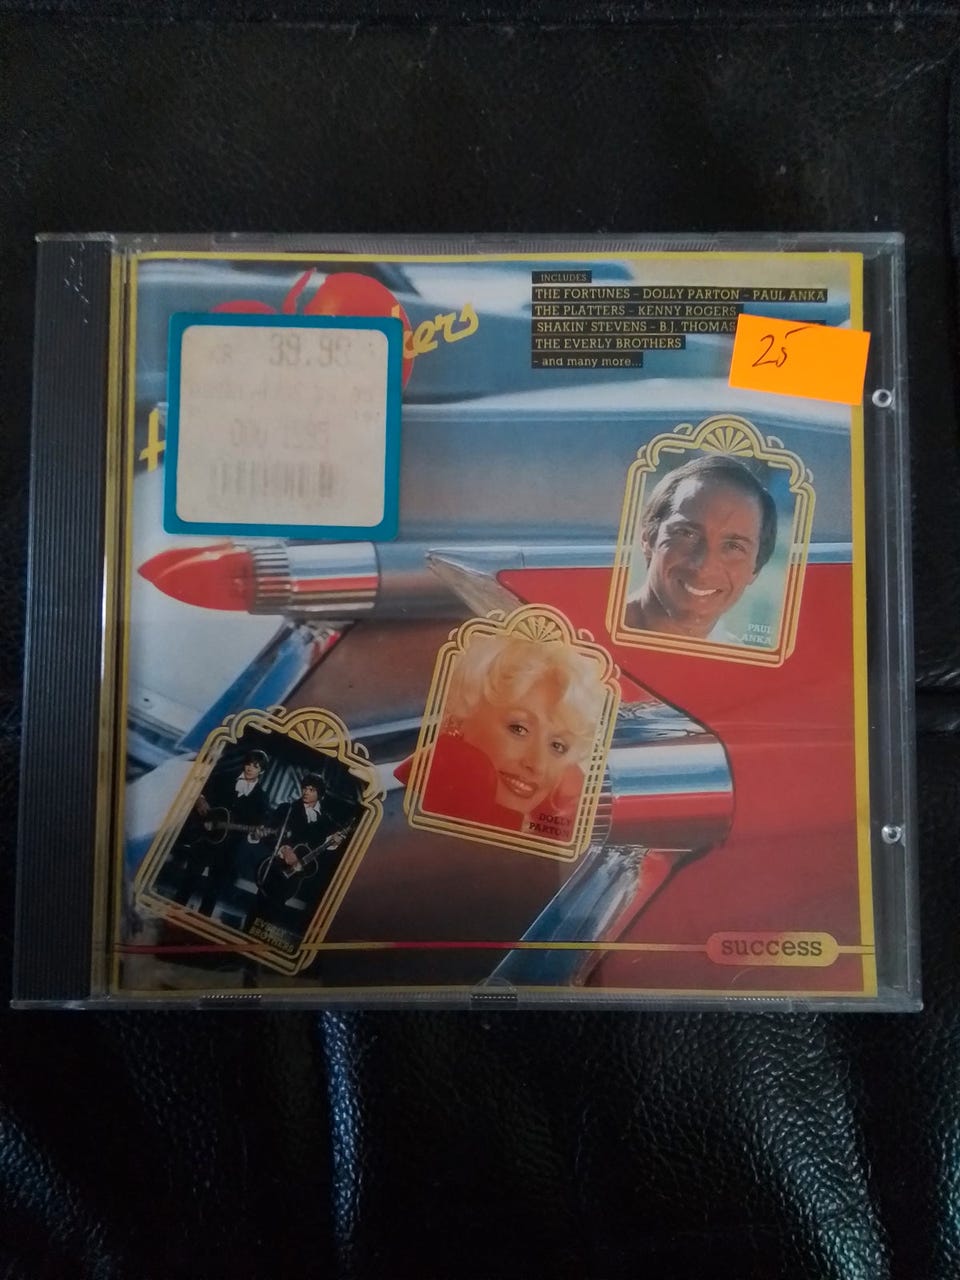 INCLUDES
THE FORTUNES - DOLLY PARTON - PAUL ANKA
THE PLATTERS - KENNY ROGERS
SHAKIN' STEVENS - B.J. THOMAS
THE EVERLY BROTHERS
- and many more...
25
kers
39.9
PAUL
ANKA
DOLLY
PARTON
EVERLY
BROTHERS
success